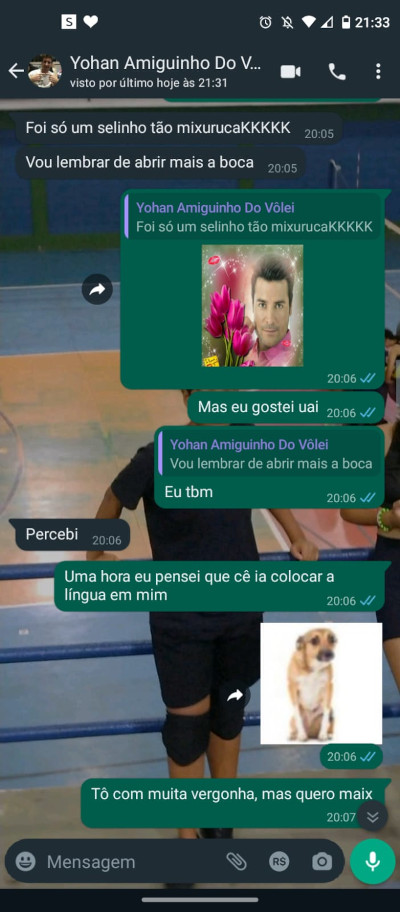 S
21:33
Yohan Amiguinho Do V...
visto por último hoje às 21:31
Foi só um selinho tão mixurucaKKKKK
20:05
Vou lembrar de abrir mais a boca
20:05
Yohan Amiguinho Do Vôlei
Foi só um selinho tão mixurucaKKKKK
20:06
Mas eu gostei uai
20:06
Yohan Amiguinho Do Vôlei
Vou lembrar de abrir mais a boca
Eu tbm
20:06
Percebi
20:06
Uma hora eu pensei que cê ia colocar a
língua em mim
20:06
20:06
Tô com muita vergonha, mas quero maix
20:07
Mensagem
R$